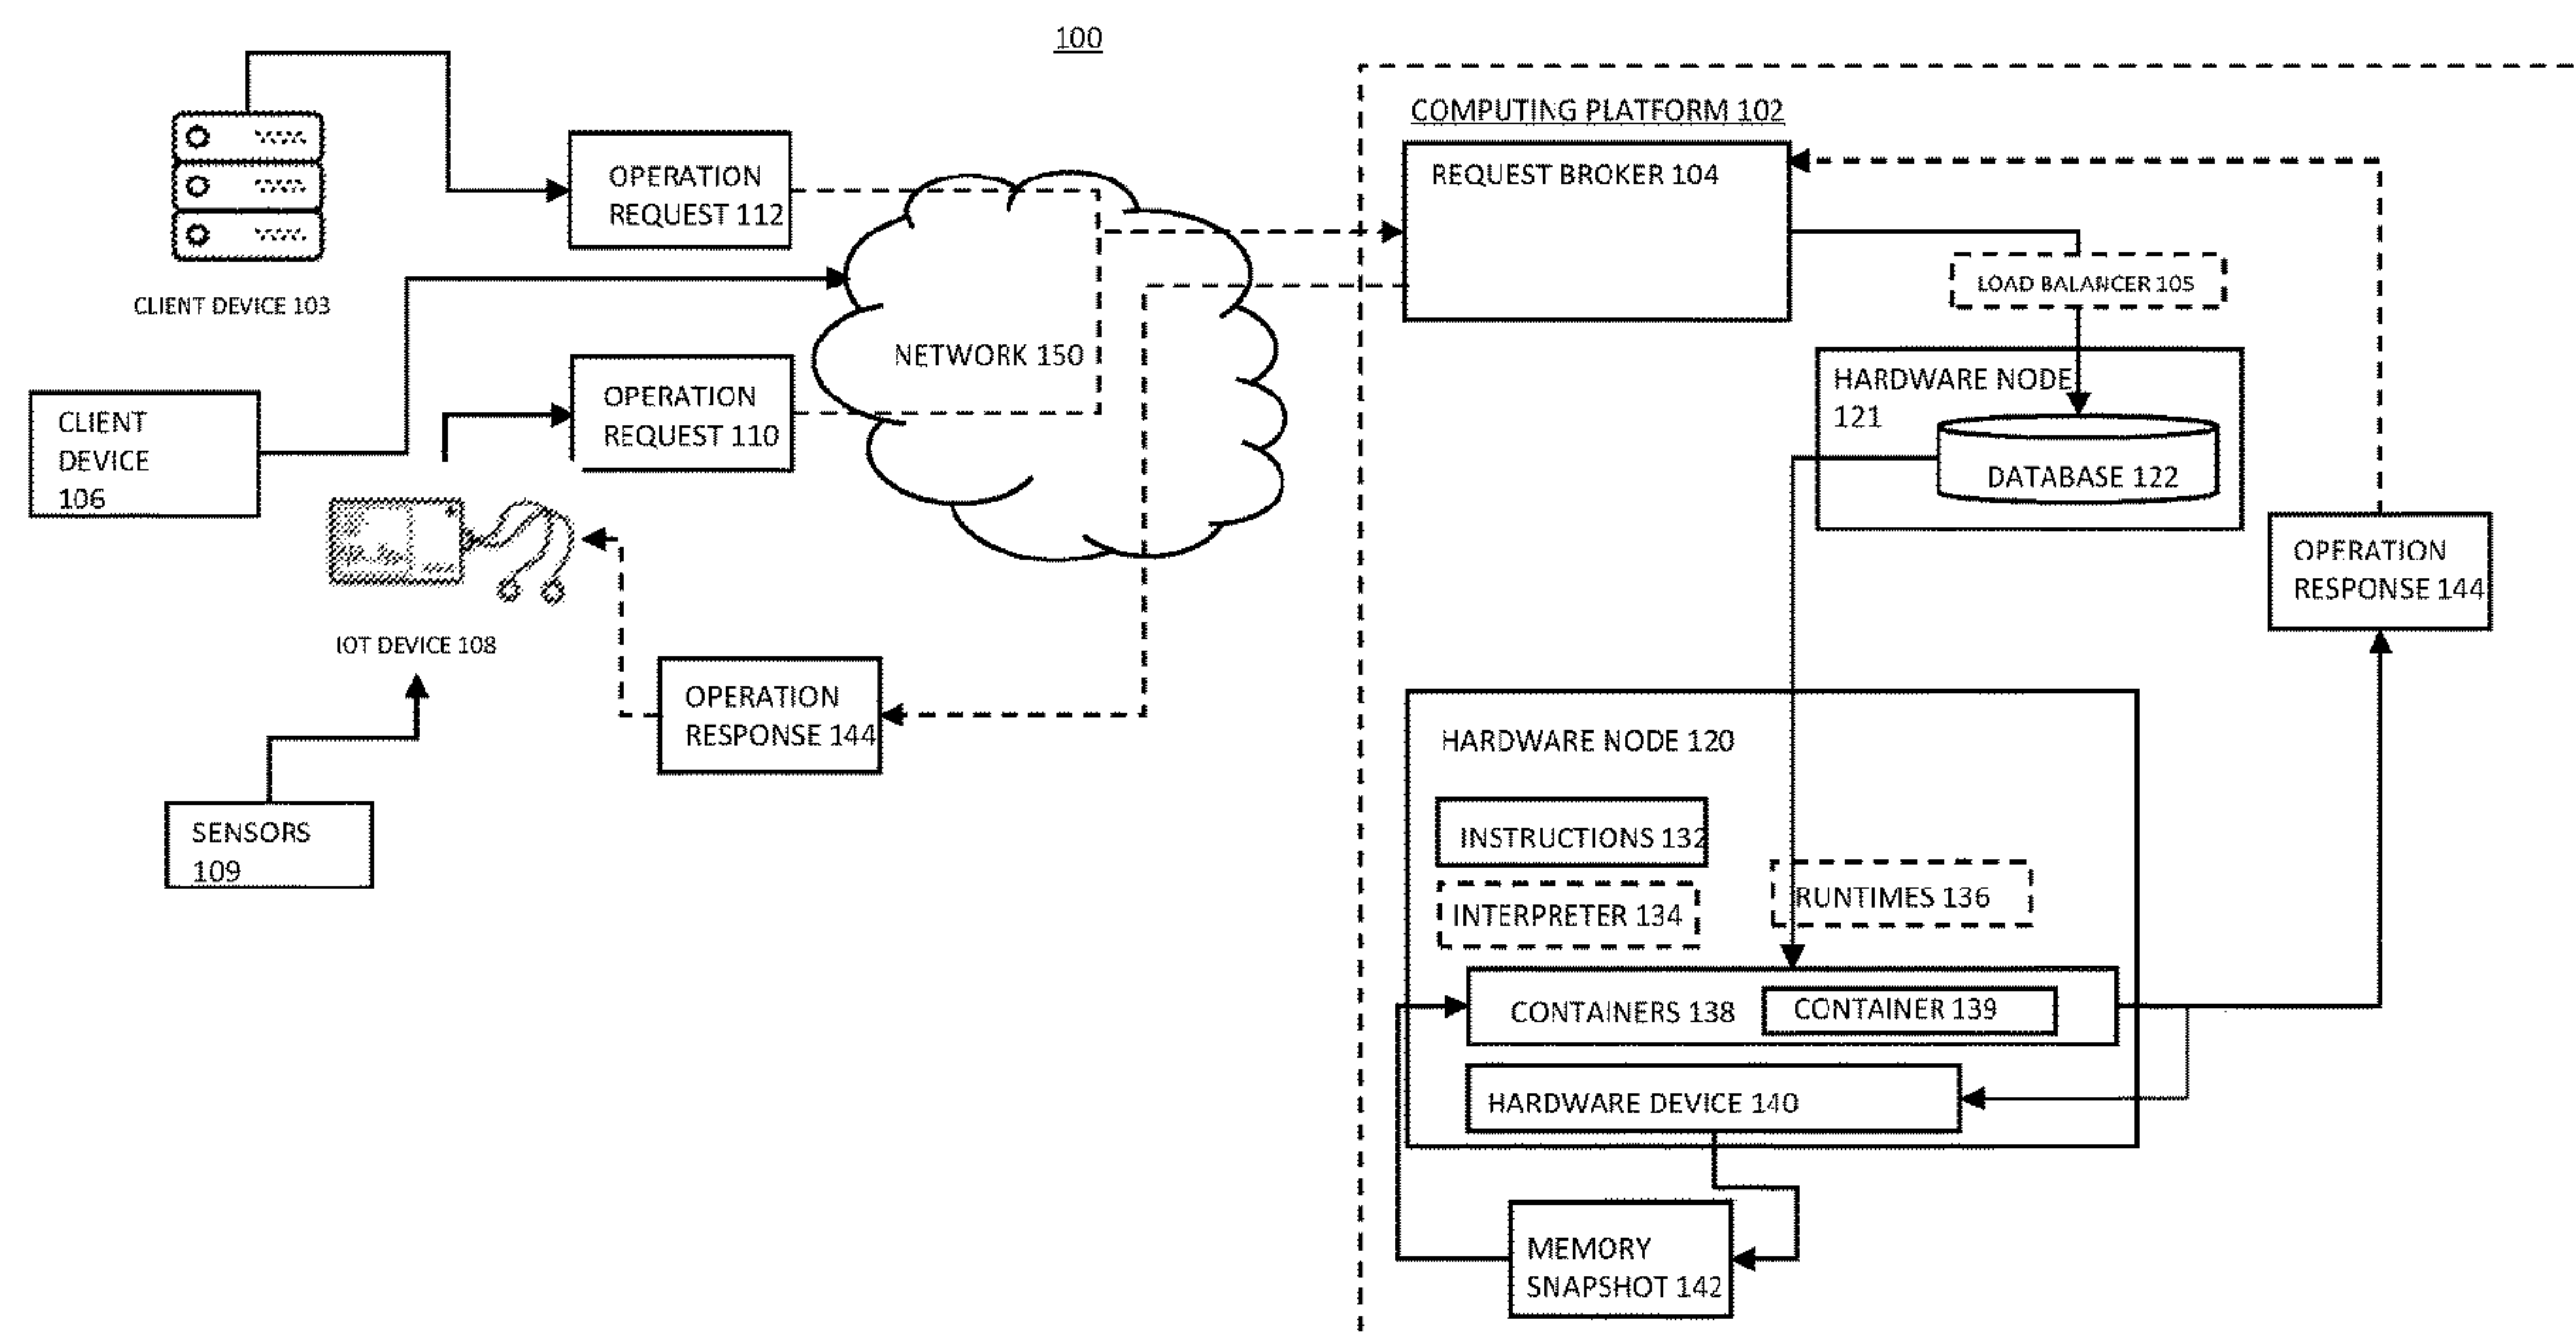 100
COMPUTING PLATFORM 102
REQUEST BROKER 104
OPERATION
REQUEST 112
CLIENT DEVICE 103
LOAD BALANCER 105
NETWORK 150
OPERATION
REQUEST 110
CLIENT
DEVICE
106
HARDWARE NODE
121
DATABASE 122
OPERATION
RESPONSE 144
IOT DEVICE 108
OPERATION
RESPONSE 144
SENSORS
109
HARDWARE NODE 120
INSTRUCTIONS 132
INTERPRETER 134
RUNTIMES 136
CONTAINERS 138
CONTAINER 139
HARDWARE DEVICE 140
MEMORY
SNAPSHOT 142